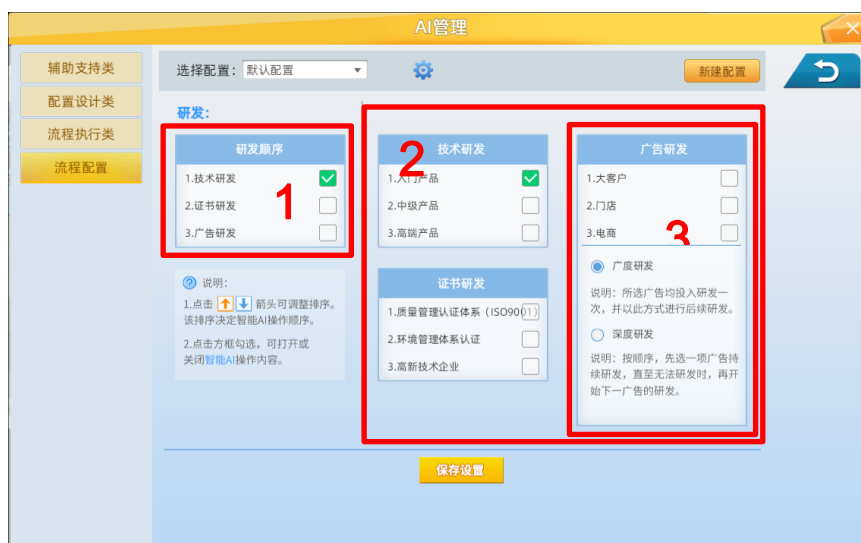 AI管理
辅助支持类
配置设计类
流程执行类
流程配置
选择配置： 默认配置
新建配置
研发：
研发顺序
1.技术研发
2.证书研发
3.广告研发
1
说明：
1.点击 箭头可调整排序。
该排序决定智能AI操作顺序。
2.点击方框勾选，可打开或
关闭智能AI操作内容。
2
技术研发
1.入门产品
2.中级产品
3.高端产品
证书研发
1.质量管理认证体系（ISO9001）
2.环境管理体系认证
3.高新技术企业
广告研发
1.大客户
2.门店
3.电商
3
广度研发
说明：所选广告均投入研发一
次，并以此方式进行后续研发。
深度研发
说明：按顺序，先选一项广告持
续研发，直至无法研发时，再开
始下一广告的研发。
保存设置